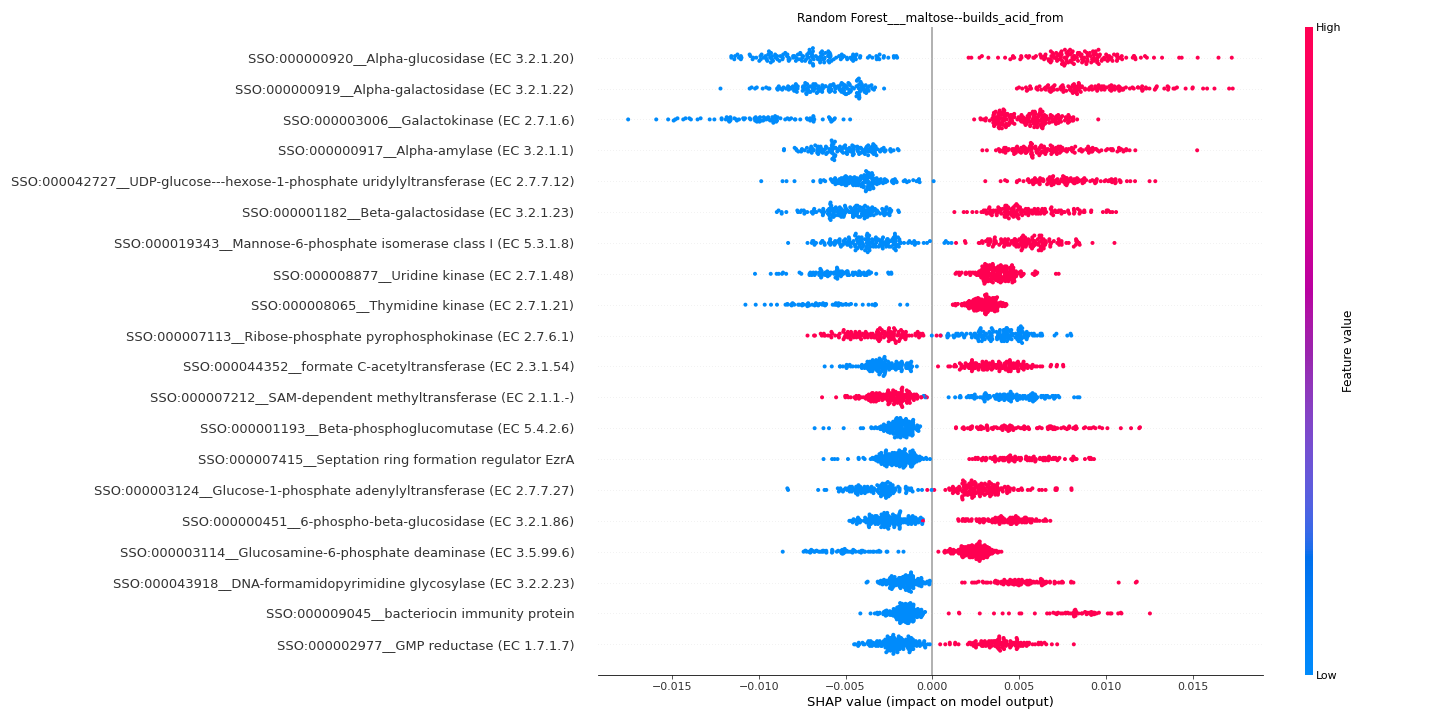 Random Forest___maltose--builds_acid_from
High
SSO:000000920__Alpha-glucosidase (EC 3.2.1.20)
SSO:000000919__Alpha-galactosidase (EC 3.2.1.22)
SSO:000003006__Galactokinase (EC 2.7.1.6)
SSO:000000917__Alpha-amylase (EC 3.2.1.1)
SSO:000042727__UDP-glucose---hexose-1-phosphate uridylyltransferase (EC 2.7.7.12)
SSO:000001182__Beta-galactosidase (EC 3.2.1.23)
SSO:000019343__Mannose-6-phosphate isomerase class I (EC 5.3.1.8)
SSO:000008877__Uridine kinase (EC 2.7.1.48)
SSO:000008065__Thymidine kinase (EC 2.7.1.21)
SSO:000007113__Ribose-phosphate pyrophosphokinase (EC 2.7.6.1)
SSO:000044352__formate C-acetyltransferase (EC 2.3.1.54)
SSO:000007212__SAM-dependent methyltransferase (EC 2.1.1.-)
SSO:000001193__Beta-phosphoglucomutase (EC 5.4.2.6)
SSO:000007415__Septation ring formation regulator EzrA
SSO:000003124__Glucose-1-phosphate adenylyltransferase (EC 2.7.7.27)
SSO:000000451__6-phospho-beta-glucosidase (EC 3.2.1.86)
SSO:000003114__Glucosamine-6-phosphate deaminase (EC 3.5.99.6)
SSO:000043918__DNA-formamidopyrimidine glycosylase (EC 3.2.2.23)
SSO:000009045__bacteriocin immunity protein
SSO:000002977__GMP reductase (EC 1.7.1.7)
Feature value
Low
−0.015 −0.010 −0.005 0.000 0.005 0.010 0.015
SHAP value (impact on model output)